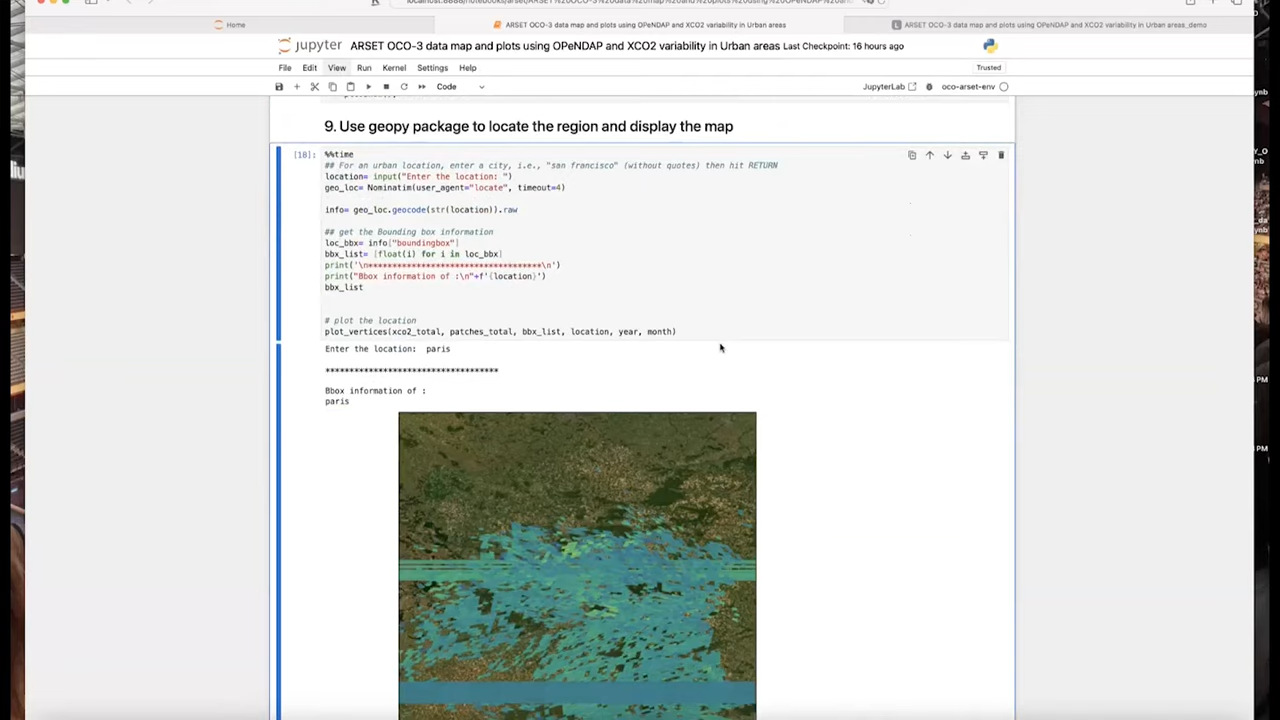 Home
ARSET OCO-3 data map and plots using OPeNDAP and XCO2 variability in Urban areas
ARSET OCO-3 data map and plots using OPeNDAP and XCO2 variability in Urban areas_demo
Jupyter ARSET OCO-3 data map and plots using OPeNDAP and XCO2 variability in Urban areas Last Checkpoint: 16 hours ago
File Edit View Run Kernel Settings Help
Trusted
Code
JupyterLab
oco-arset-env
9. Use geopy package to locate the region and display the map
[18]:
%%time
## For an urban location, enter a city, i.e., "san francisco" (without quotes) then hit RETURN
location= input("Enter the location: ")
geo_loc= Nominatim(user_agent="locate", timeout=4)
info= geo_loc.geocode(str(location)).raw
## get the Bounding box information
loc_bbx= info["boundingbox"]
bbx_list= [float(i) for i in loc_bbx]
print('\n************************************\n')
print("Bbox information of :\n"+f'{location}')
bbx_list
# plot the location
plot_vertices(xco2_total, patches_total, bbx_list, location, year, month)
Enter the location: paris
************************************
Bbox information of :
paris